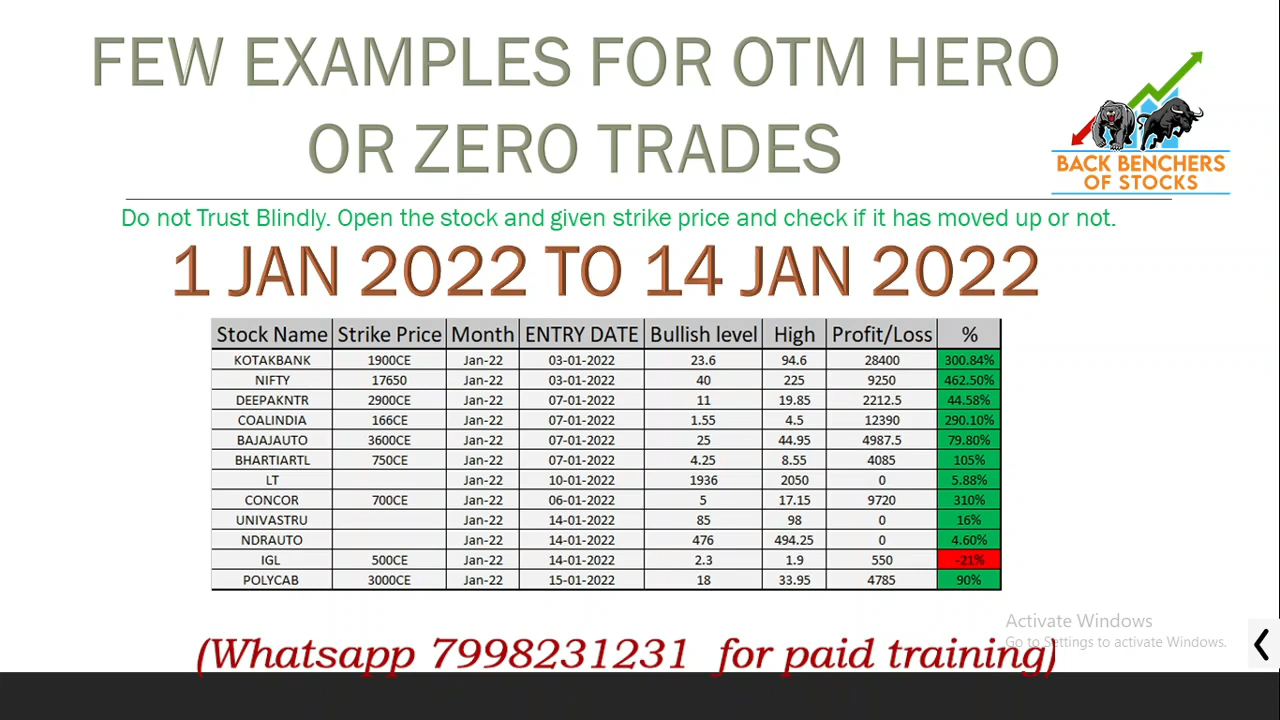 FEW EXAMPLES FOR OTM HERO
OR ZERO TRADES
BACK BENCHERS
OF STOCKS
Do not Trust Blindly. Open the stock and given strike price and check if it has moved up or not.
1 JAN 2022 TO 14 JAN 2022
Stock Name Strike Price Month ENTRY DATE Bullish level High Profit/Loss %
KOTAKBANK 1900CE Jan-22 03-01-2022 23.6 94.6 28400 300.84%
NIFTY 17650 Jan-22 03-01-2022 40 225 9250 462.50%
DEEPAKNTR 2900CE Jan-22 07-01-2022 11 19.85 2212.5 44.58%
COALINDIA 166CE Jan-22 07-01-2022 1.55 4.5 12390 290.10%
BAJAJAUTO 3600CE Jan-22 07-01-2022 25 44.95 4987.5 79.80%
BHARTIARTL 750CE Jan-22 07-01-2022 4.25 8.55 4085 105%
LT Jan-22 10-01-2022 1936 2050 0 5.88%
CONCOR 700CE Jan-22 06-01-2022 5 17.15 9720 310%
UNIVASTRU Jan-22 14-01-2022 85 98 0 16%
NDRAUTO Jan-22 14-01-2022 476 494.25 0 4.60%
IGL 500CE Jan-22 14-01-2022 2.3 1.9 550 -21%
POLYCAB 3000CE Jan-22 15-01-2022 18 33.95 4785 90%
Activate Windows
Go to Settings to activate Windows.
(Whatsapp 7998231231 for paid training)